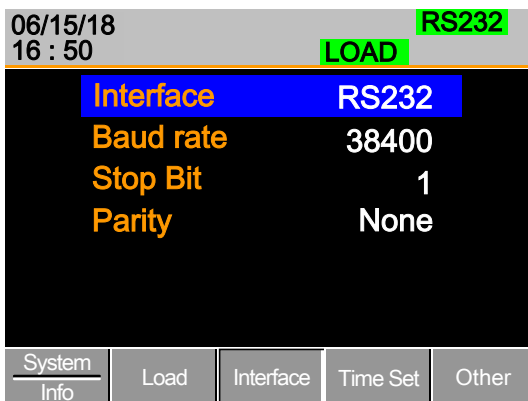 06/15/18 RS232
16 : 50 LOAD
Interface RS232
Baud rate 38400
Stop Bit 1
Parity None
System Load Interface Time Set Other
Info